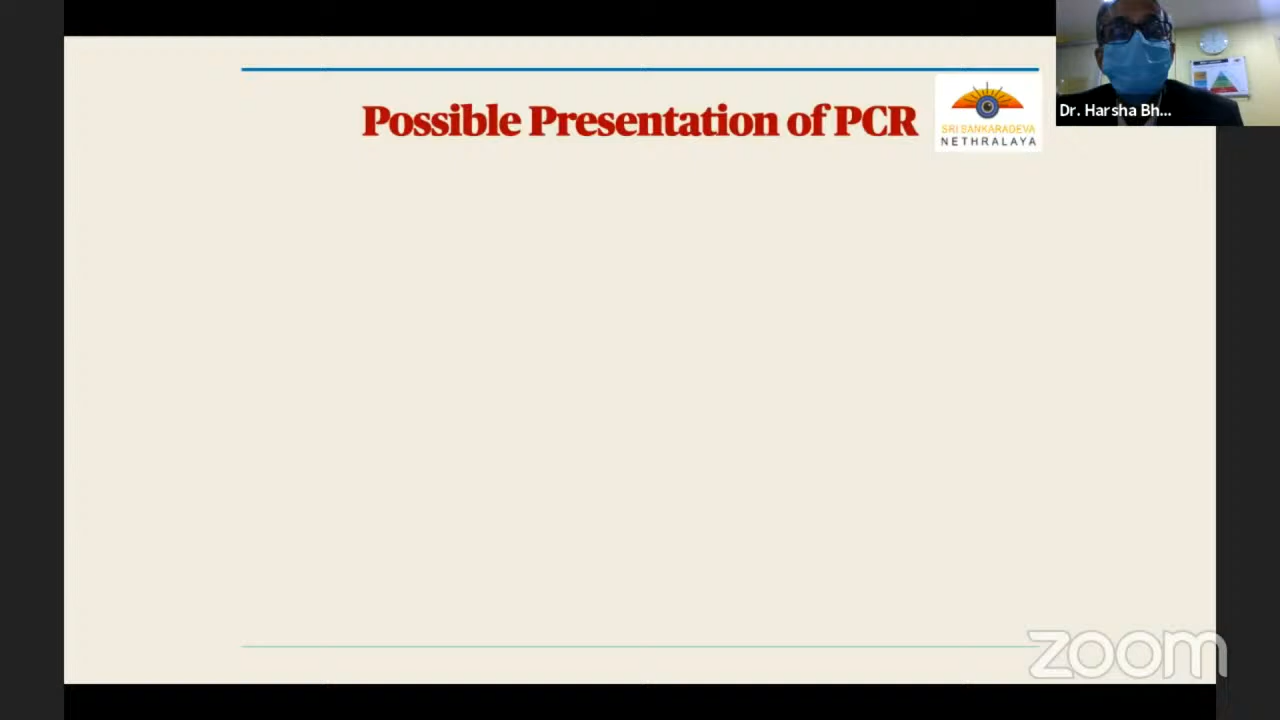 Possible Presentation of PCR
SRI SANKARADEVA
NETHRALAYA
Dr. Harsha Bh...
zoom